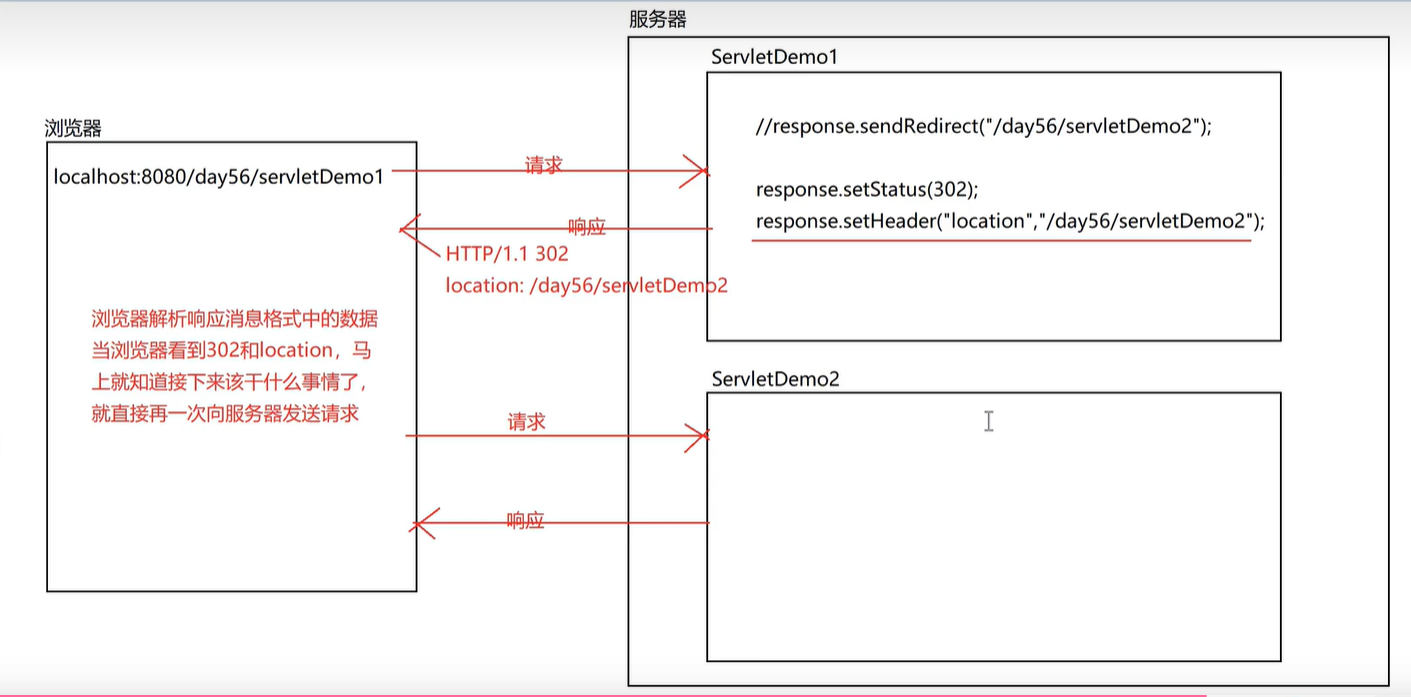 服务器
ServletDemo1
//response.sendRedirect("/day56/servletDemo2");
浏览器
localhost:8080/day56/servletDemo1
请求
response.setStatus(302);
response.setHeader("location","/day56/servletDemo2");
响应
HTTP/1.1 302
location: /day56/servletDemo2
浏览器解析响应消息格式中的数据
当浏览器看到302和location，马
上就知道接下来该干什么事情了，
就直接再一次向服务器发送请求
ServletDemo2
请求
响应